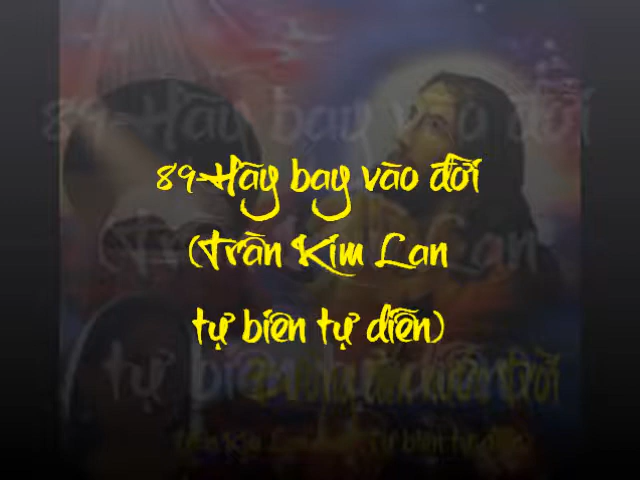 89-Hãy bay vào đời
(Trần Kim Lan
tự biên tự diễn)